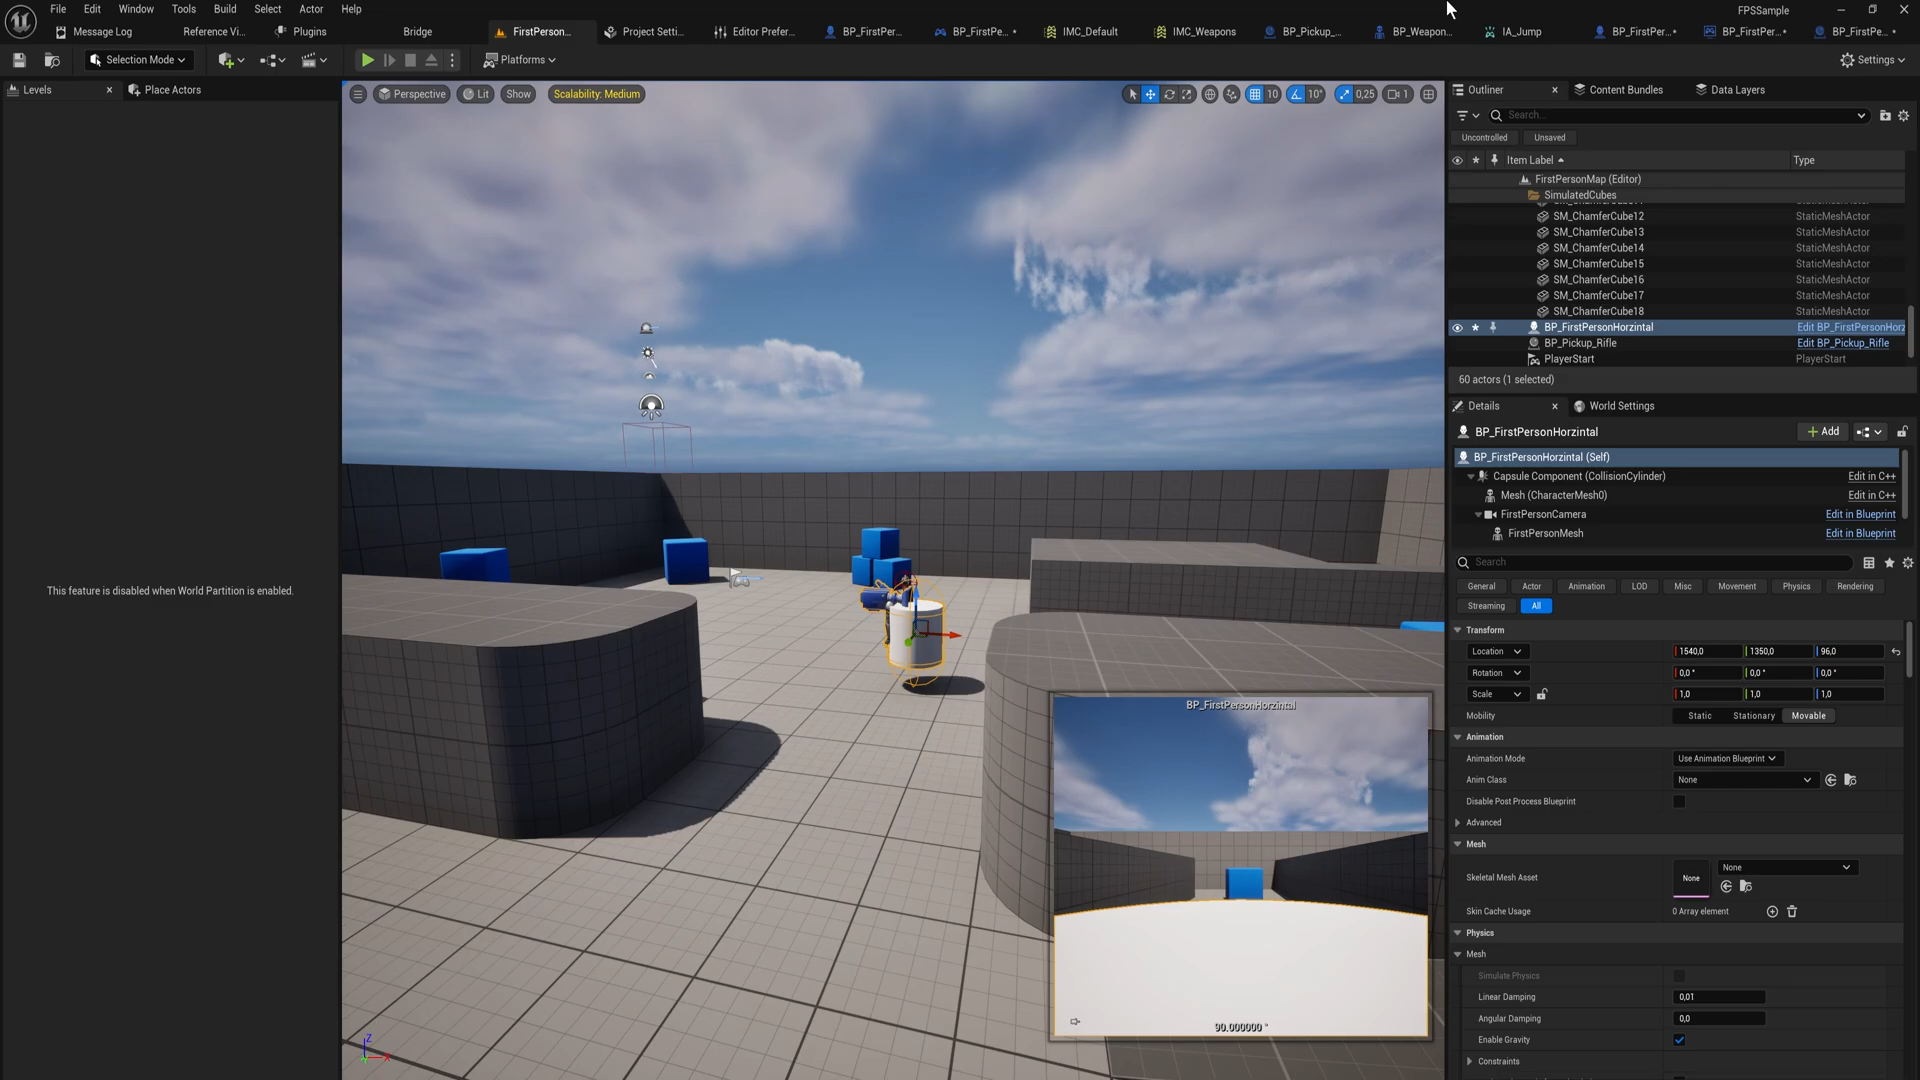 File Edit Window Tools Build Select Actor Help
FPSSample
Message Log
Reference Vi...
Plugins
Bridge
FirstPerson...
Project Setti...
Editor Prefer...
BP_FirstPer...
BP_FirstPe... *
IMC_Default
IMC_Weapons
BP_Pickup_...
BP_Weapon...
IA_Jump
BP_FirstPer... *
BP_FirstPer... *
BP_FirstPe... *
Selection Mode
Platforms
Settings
Levels
Place Actors
This feature is disabled when World Partition is enabled.
Perspective
Lit
Show
Scalability: Medium
10
10°
0,25
1
BP_FirstPersonHorzintal
90.000000 °
Z
X
Outliner
Content Bundles
Data Layers
Search...
Uncontrolled
Unsaved
Item Label
Type
FirstPersonMap (Editor)
SimulatedCubes
SM_ChamferCube12 StaticMeshActor
SM_ChamferCube13 StaticMeshActor
SM_ChamferCube14 StaticMeshActor
SM_ChamferCube15 StaticMeshActor
SM_ChamferCube16 StaticMeshActor
SM_ChamferCube17 StaticMeshActor
SM_ChamferCube18 StaticMeshActor
BP_FirstPersonHorzintal Edit BP_FirstPersonHorz
BP_Pickup_Rifle Edit BP_Pickup_Rifle
PlayerStart PlayerStart
60 actors (1 selected)
Details
World Settings
BP_FirstPersonHorzintal
Add
BP_FirstPersonHorzintal (Self)
Capsule Component (CollisionCylinder) Edit in C++
Mesh (CharacterMesh0) Edit in C++
FirstPersonCamera Edit in Blueprint
FirstPersonMesh Edit in Blueprint
Search
General Actor Animation LOD Misc Movement Physics Rendering
Streaming All
Transform
Location 1540,0 1350,0 96,0
Rotation 0,0 ° 0,0 ° 0,0 °
Scale 1,0 1,0 1,0
Mobility Static Stationary Movable
Animation
Animation Mode Use Animation Blueprint
Anim Class None
Disable Post Process Blueprint
Advanced
Mesh
Skeletal Mesh Asset None None
Skin Cache Usage 0 Array element
Physics
Mesh
Simulate Physics
Linear Damping 0,01
Angular Damping 0,0
Enable Gravity
Constraints